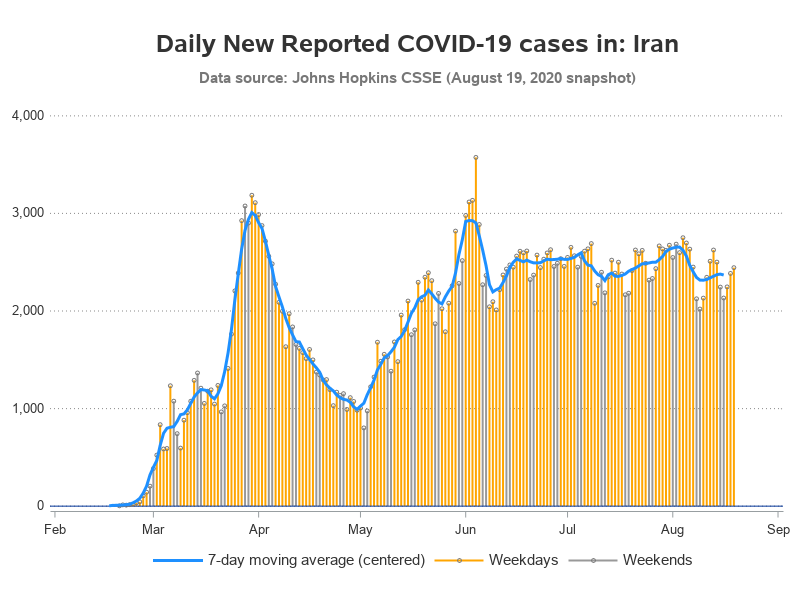 Daily New Reported COVID-19 cases in: Iran
Data source: Johns Hopkins CSSE (August 19, 2020 snapshot)
4,000
3,000
2,000
1,000
0
Feb Mar Apr May Jun Jul Aug Sep
7-day moving average (centered) Weekdays Weekends